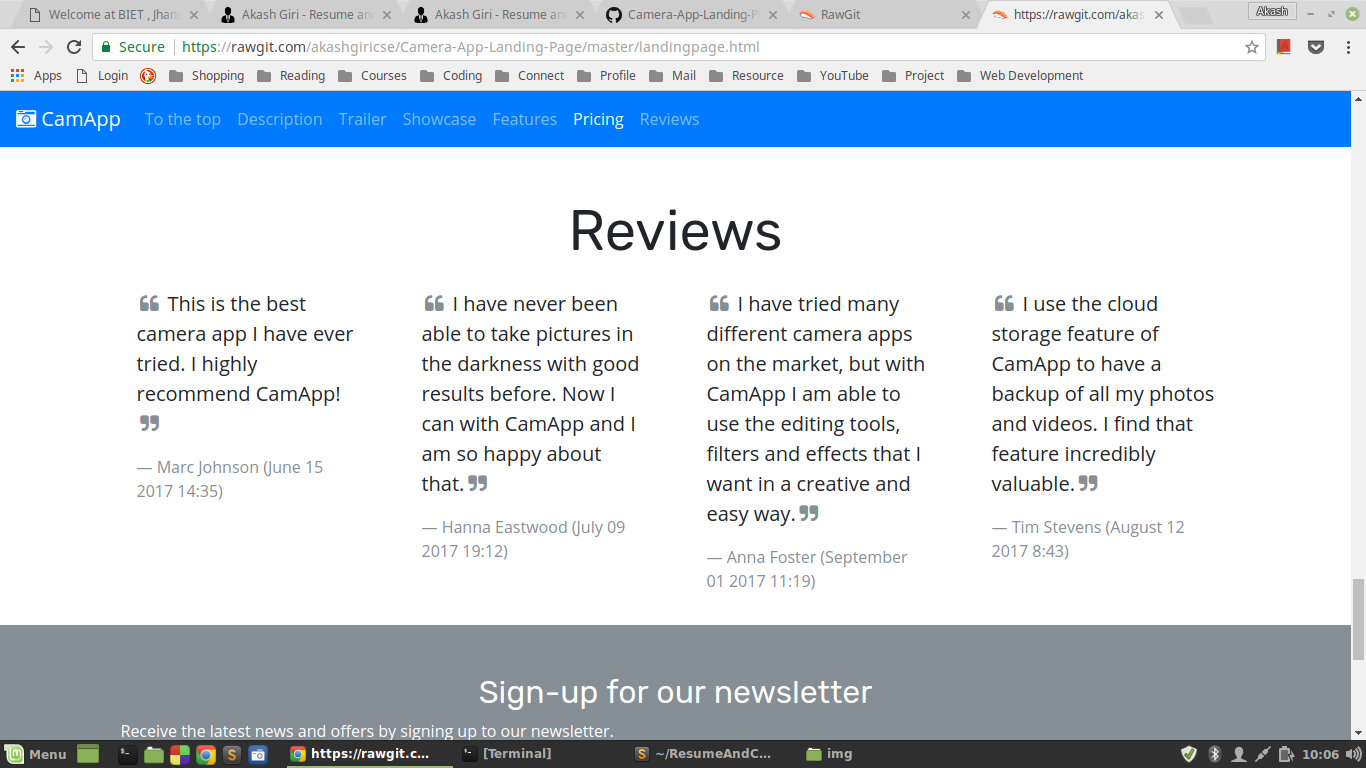 Welcome at BIET , Jhans
Akash Giri - Resume an
Akash Giri - Resume an
Camera-App-Landing-P
RawGit
https://rawgit.com/akas
Akash
Secure https://rawgit.com/akashgiricse/Camera-App-Landing-Page/master/landingpage.html
Apps Login Shopping Reading Courses Coding Connect Profile Mail Resource YouTube Project Web Development
CamApp To the top Description Trailer Showcase Features Pricing Reviews
Reviews
“ This is the best
camera app I have ever
tried. I highly
recommend CamApp!
”
— Marc Johnson (June 15
2017 14:35)
“ I have never been
able to take pictures in
the darkness with good
results before. Now I
can with CamApp and I
am so happy about
that. ”
— Hanna Eastwood (July 09
2017 19:12)
“ I have tried many
different camera apps
on the market, but with
CamApp I am able to
use the editing tools,
filters and effects that I
want in a creative and
easy way. ”
— Anna Foster (September
01 2017 11:19)
“ I use the cloud
storage feature of
CamApp to have a
backup of all my photos
and videos. I find that
feature incredibly
valuable. ”
— Tim Stevens (August 12
2017 8:43)
Sign-up for our newsletter
Receive the latest news and offers by signing up to our newsletter.
Menu https://rawgit.c... [Terminal] ~/ResumeAndC... img 10:06